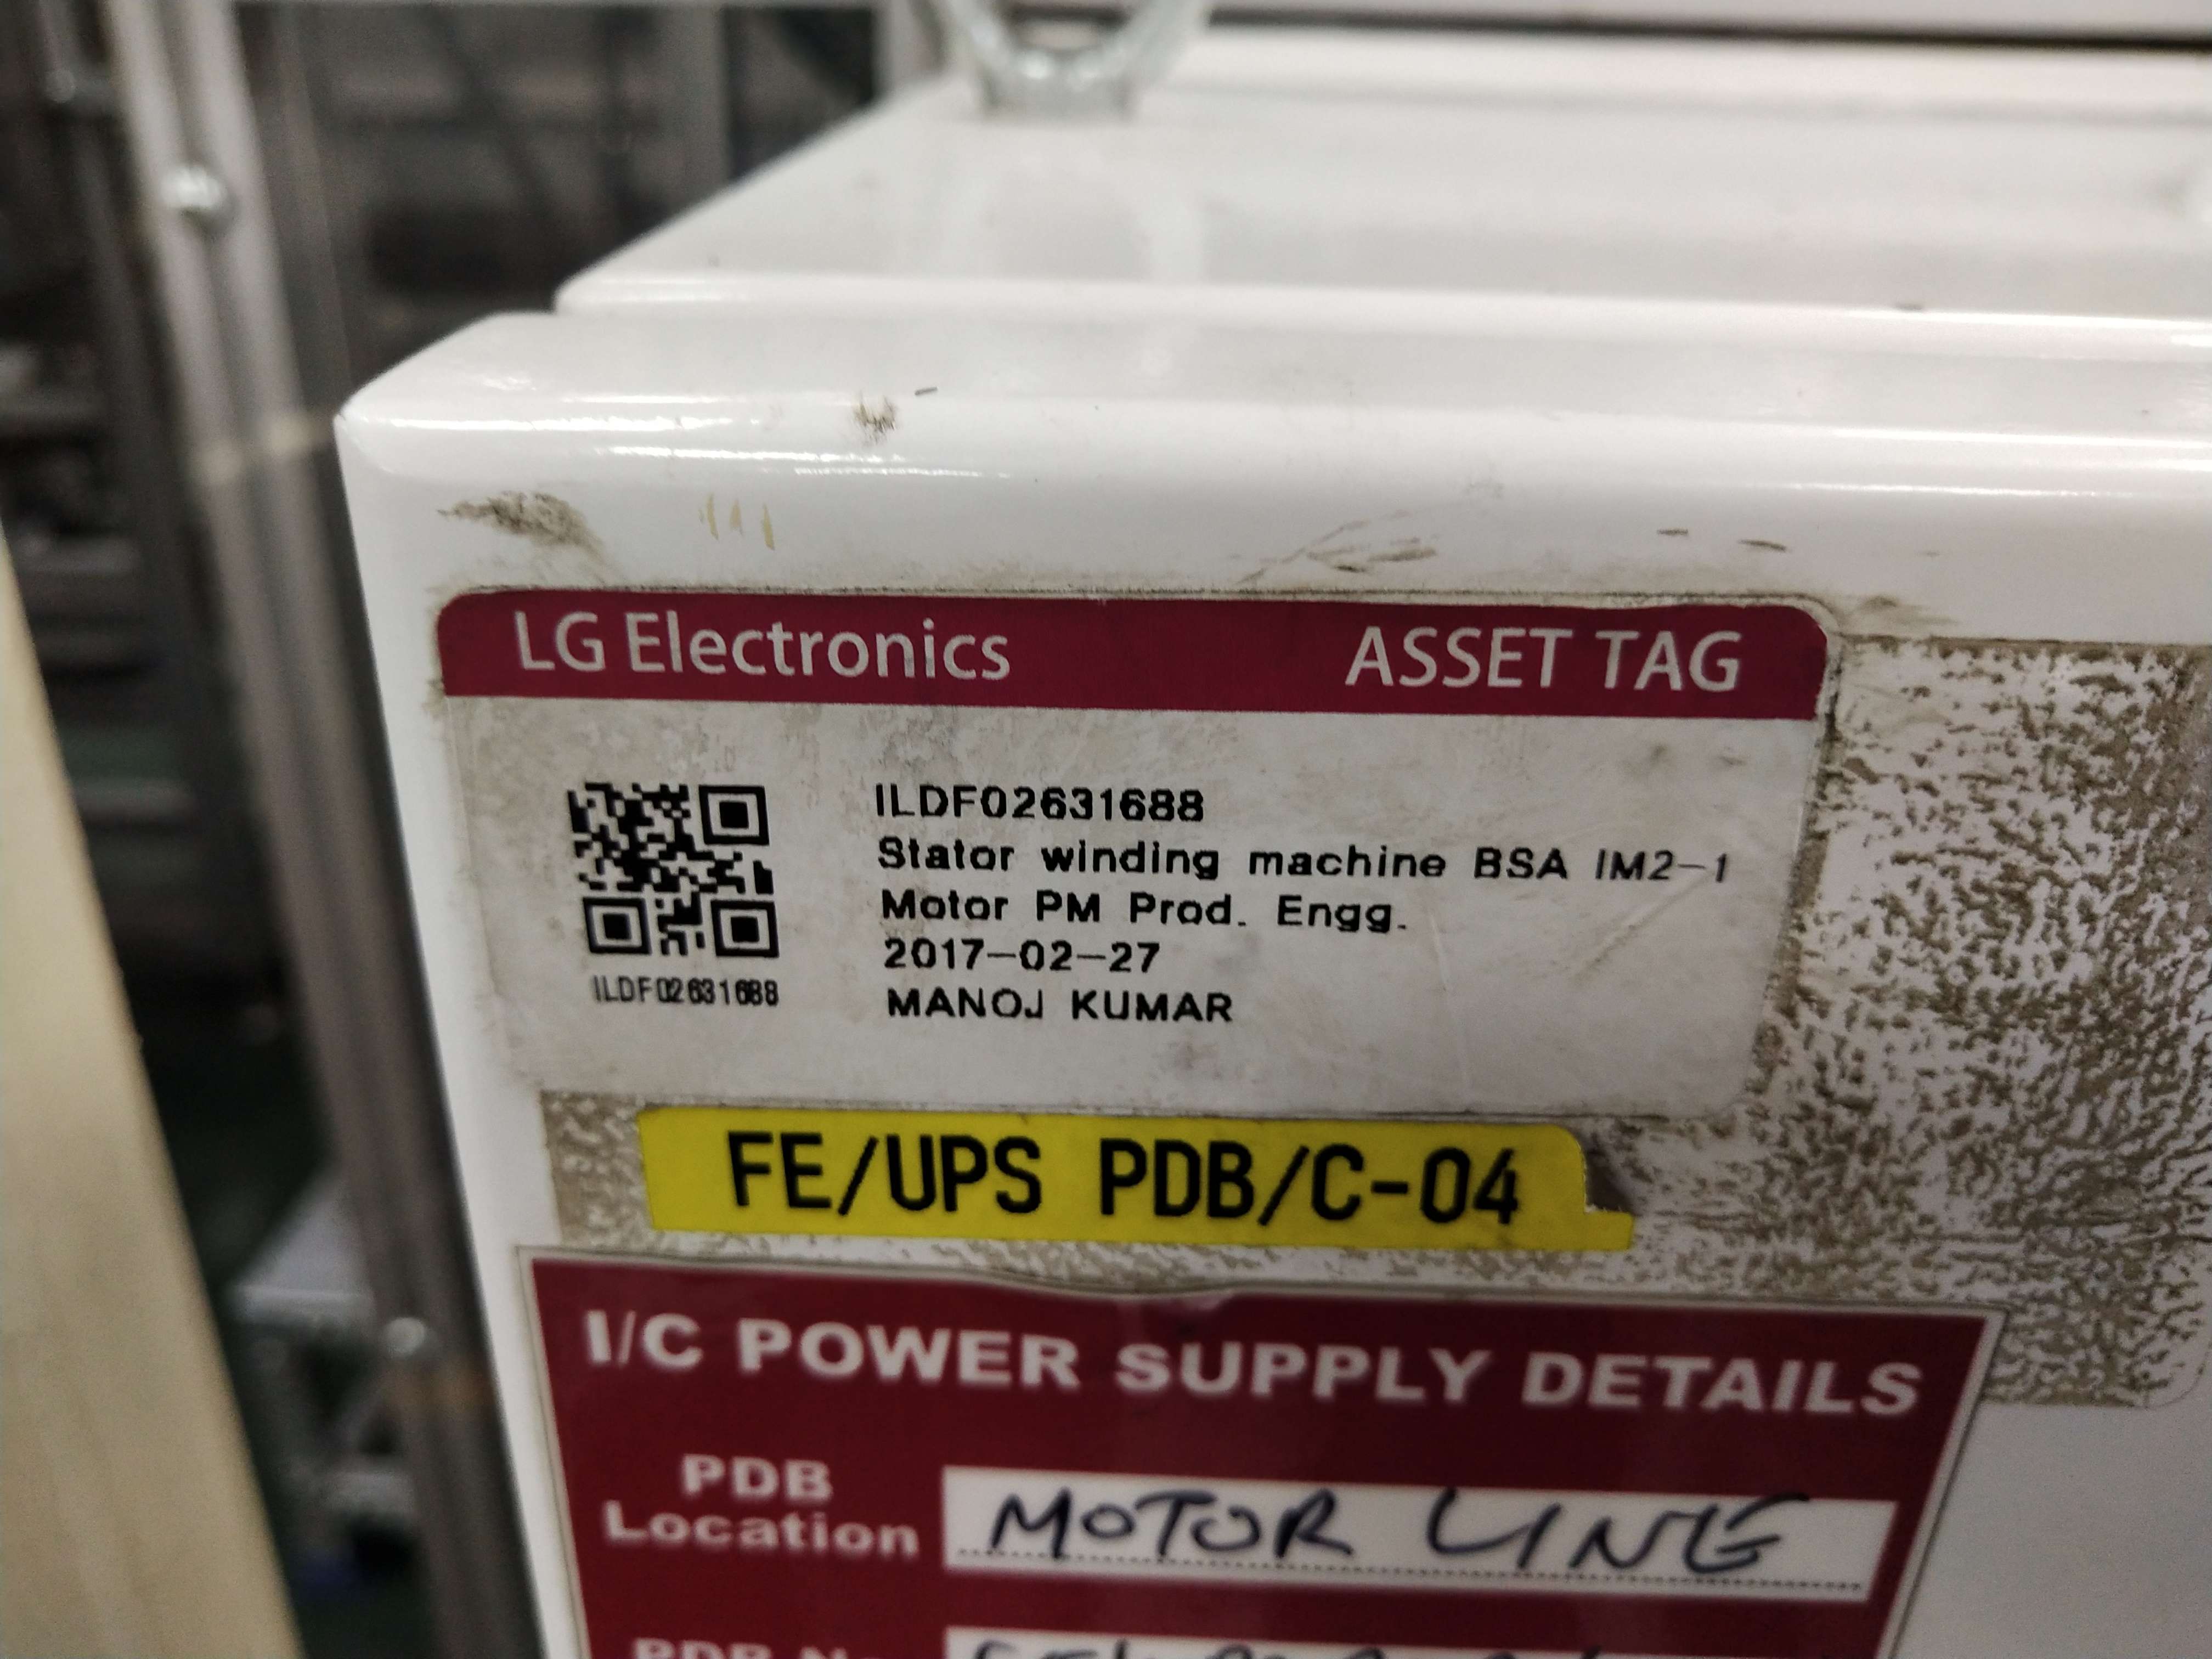 LG Electronics ASSET TAG
ILDF02631688
Stator winding machine BSA IM2-1
Motor PM Prod. Engg.
2017-02-27
MANOJ KUMAR
ILDF02631688
FE/UPS PDB/C-04
I/C POWER SUPPLY DETAILS
PDB
Location
MOTOR LINE
PDB